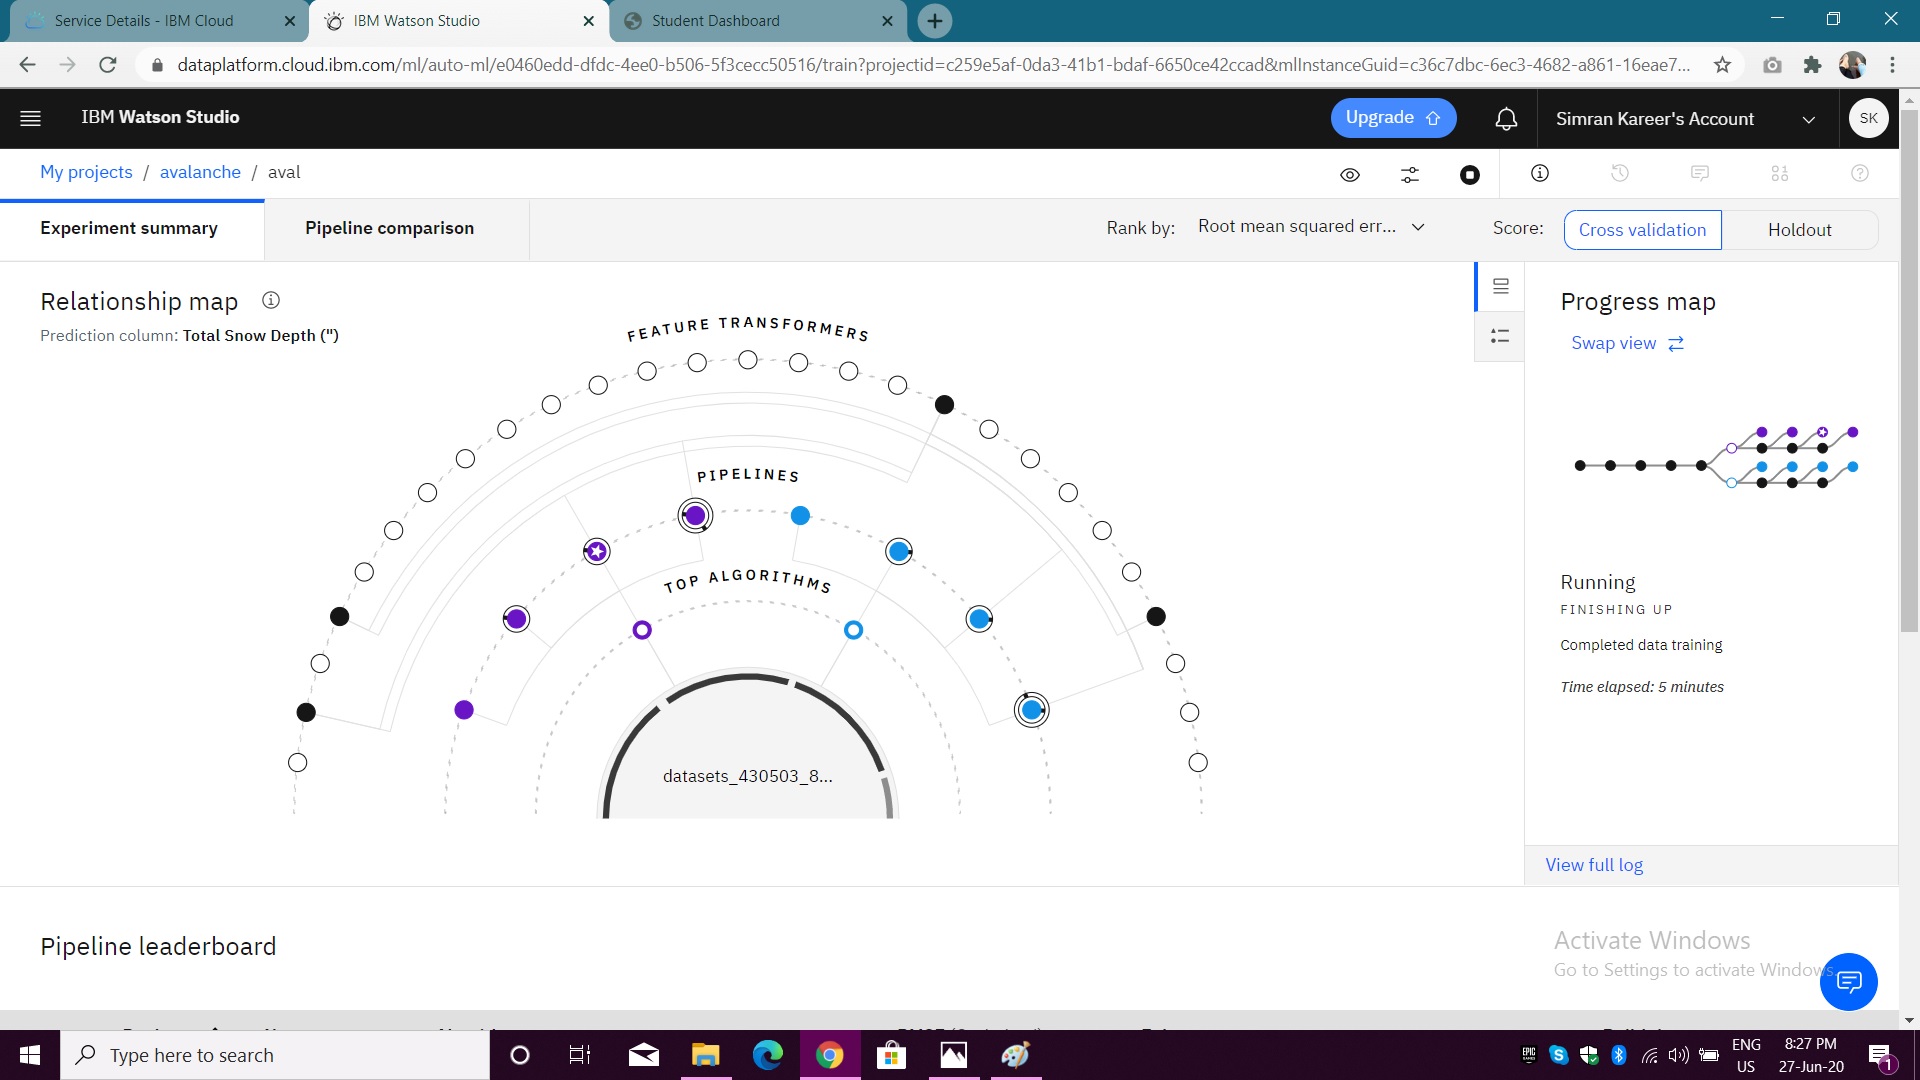 Service Details - IBM Cloud
IBM Watson Studio
Student Dashboard
dataplatform.cloud.ibm.com/ml/auto-ml/e0460edd-dfdc-4ee0-b506-5f3cecc50516/train?projectid=c259e5af-0da3-41b1-bdaf-6650ce42ccad&mlInstanceGuid=c36c7dbc-6ec3-4682-a861-16eae7...
IBM Watson Studio
Upgrade
Simran Kareer's Account
SK
My projects / avalanche / aval
Experiment summary
Pipeline comparison
Rank by: Root mean squared err...
Score: Cross validation Holdout
Relationship map
Prediction column: Total Snow Depth (")
FEATURE TRANSFORMERS
PIPELINES
TOP ALGORITHMS
datasets_430503_8...
Progress map
Swap view
Running
FINISHING UP
Completed data training
Time elapsed: 5 minutes
View full log
Pipeline leaderboard
Activate Windows
Go to Settings to activate Windows.
Type here to search
EPIC
ENG
US
8:27 PM
27-Jun-20
1